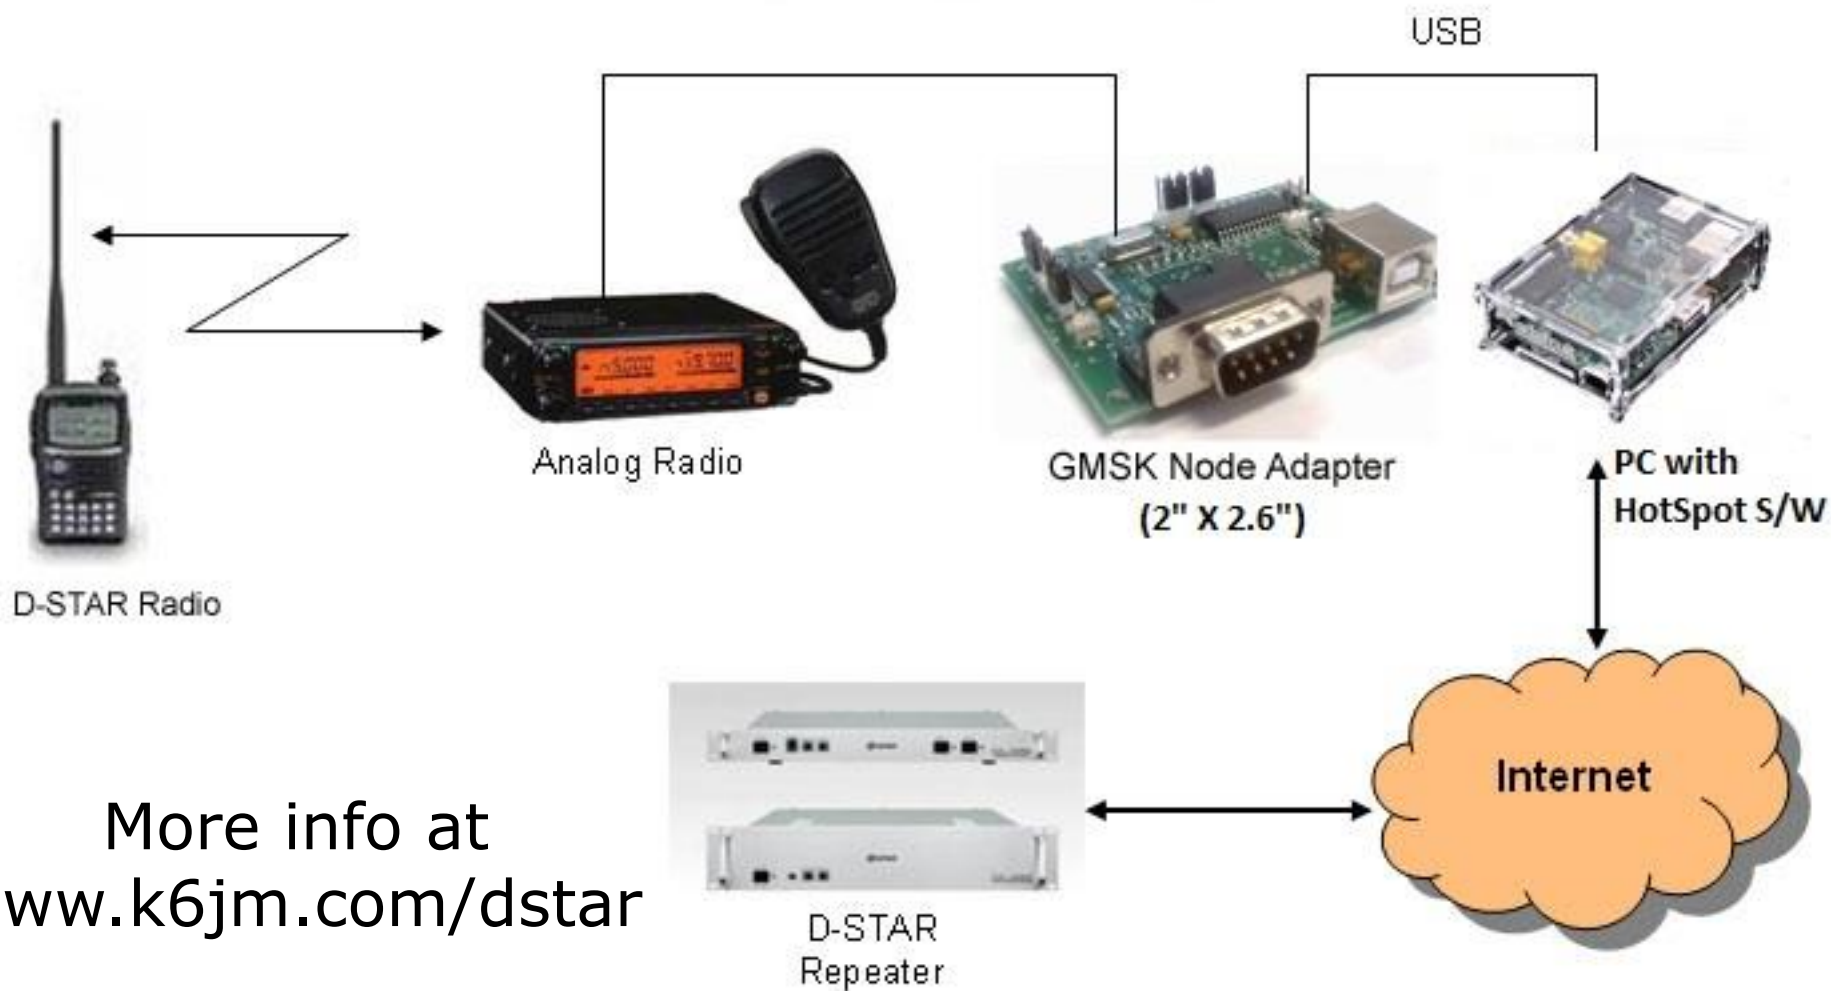 USB
Analog Radio
GMSK Node Adapter
(2" X 2.6")
PC with
HotSpot S/W
D-STAR Radio
Internet
More info at
ww.k6jm.com/dstar
D-STAR
Repeater